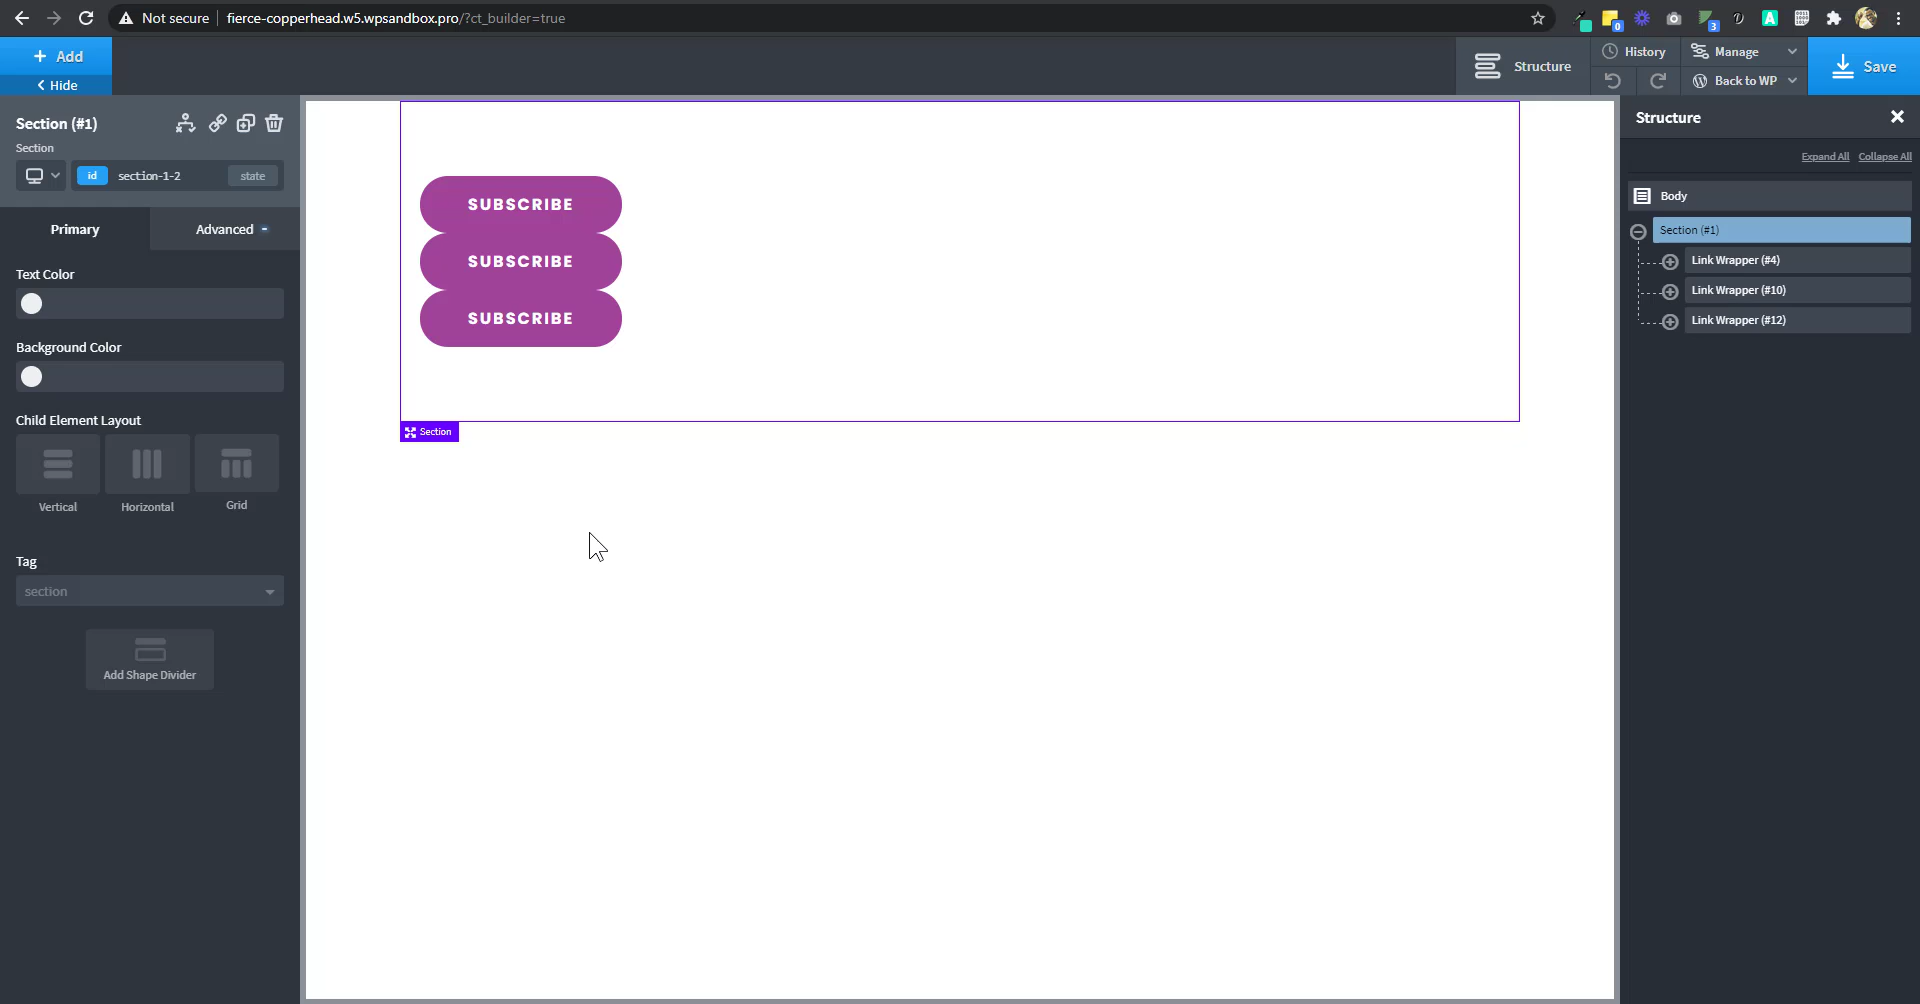 Not secure
fierce-copperhead.w5.wpsandbox.pro/?ct_builder=true
0
3
A
Add
Hide
Structure
History
Manage
Back to WP
Save
Section (#1)
Section
id
section-1-2
state
Primary
Advanced
Text Color
Background Color
Child Element Layout
Vertical
Horizontal
Grid
Tag
section
Add Shape Divider
SUBSCRIBE
SUBSCRIBE
SUBSCRIBE
Section
Structure
Expand All
Collapse All
Body
Section (#1)
Link Wrapper (#4)
Link Wrapper (#10)
Link Wrapper (#12)